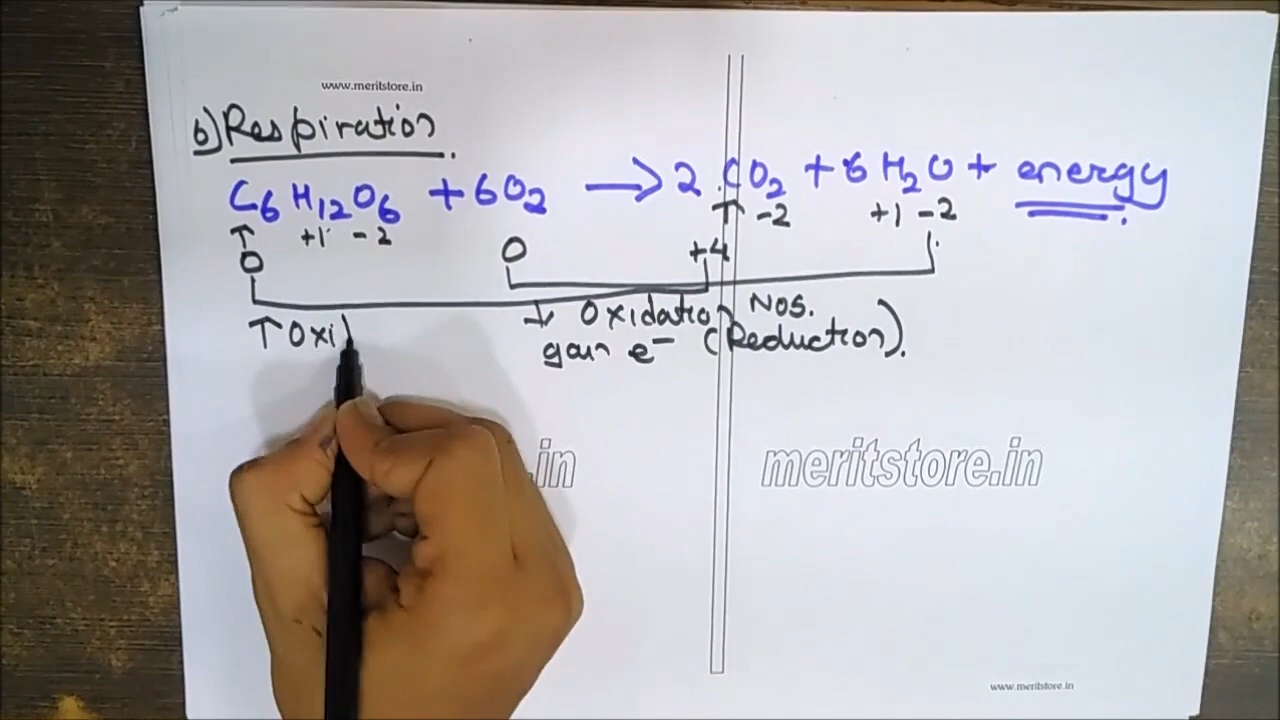 www.meritstore.in
b) Respiration.
C6 H12 O6 + 6O2 → 2 CO2 + 6 H2O + energy
↑ +1 -2 ↑ -2 +1 -2
0 0 +4
↓ Oxidation Nos.
↑ Oxi
gain e⁻ (Reduction).
.in meritstore.in
www.meritstore.in